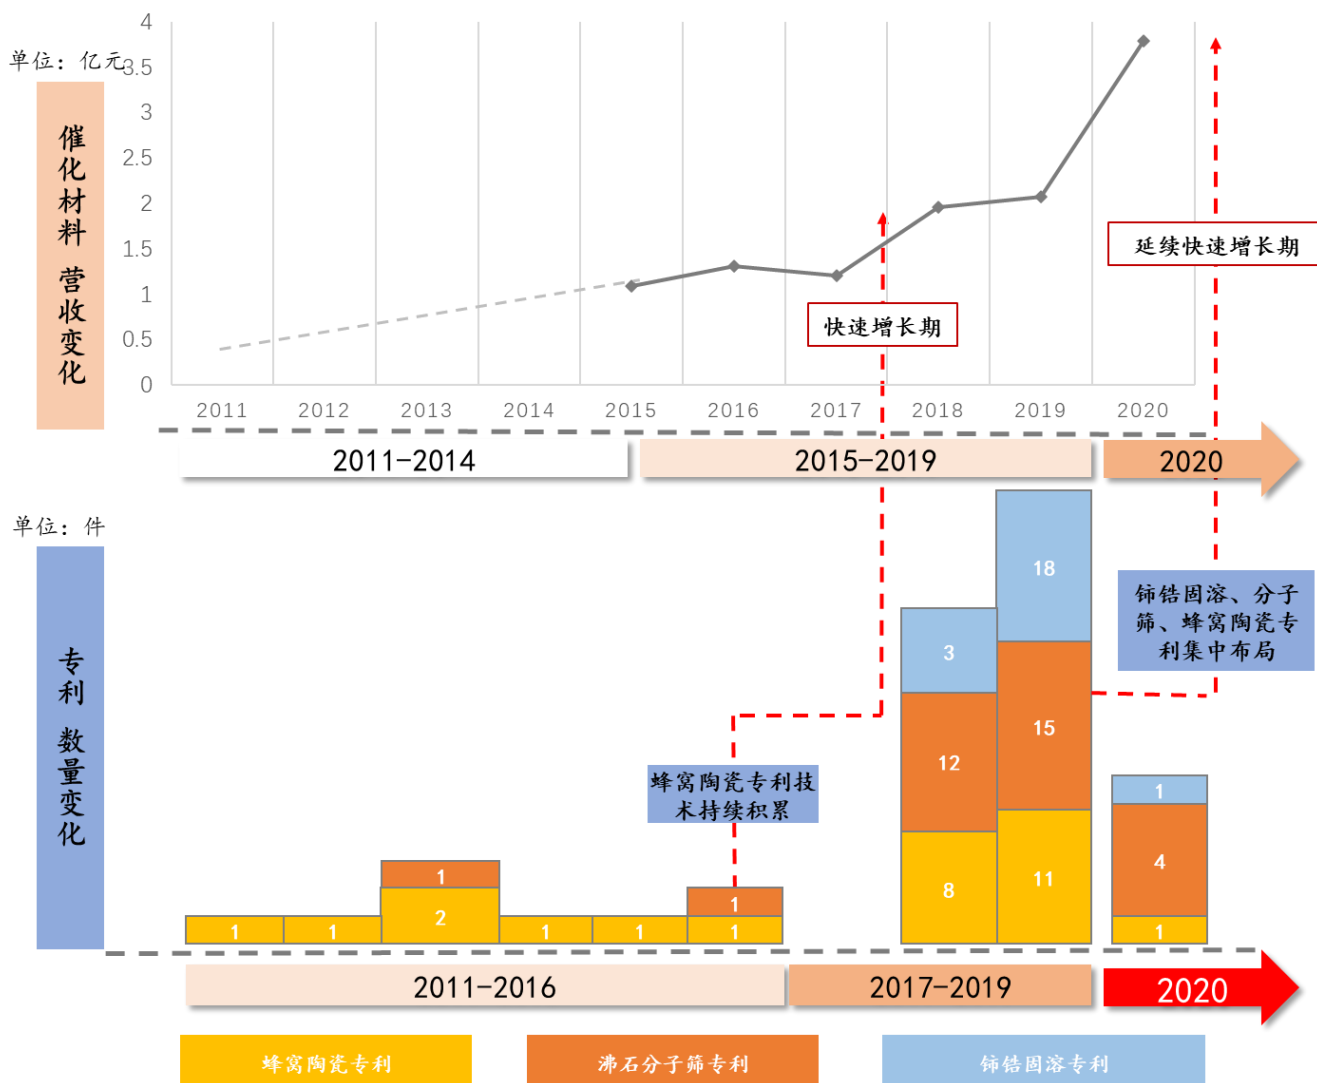 4
单位：亿元
3.5
3
2.5
2
1.5
1
0.5
0
催化材料 营收变化
快速增长期
延续快速增长期
2011 2012 2013 2014 2015 2016 2017 2018 2019 2020
2011-2014 2015-2019 2020
单位：件
专利 数量变化
铈锆固溶、分子
筛、蜂窝陶瓷专
利集中布局
蜂窝陶瓷专利技
术持续积累
18
3
15
12
11
8
1
4
1
1
1
1
2
1
1
1
1
2011-2016 2017-2019 2020
蜂窝陶瓷专利 沸石分子筛专利 铈锆固溶专利